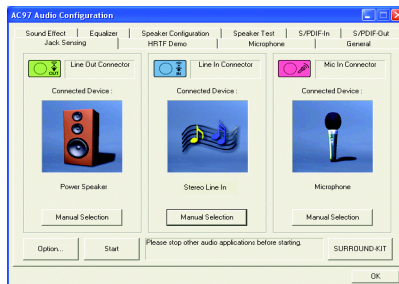 AC97 Audio Configuration
Sound Effect Equalizer Speaker Configuration Speaker Test S/PDIF-In S/PDIF-Out
Jack Sensing HRTF Demo Microphone General
OUT Line Out Connector
IN Line In Connector
Mic In Connector
Connected Device : Connected Device : Connected Device :
Power Speaker Stereo Line In Microphone
Manual Selection Manual Selection Manual Selection
Option... Start Please stop other audio applications before starting. SURROUND-KIT
OK